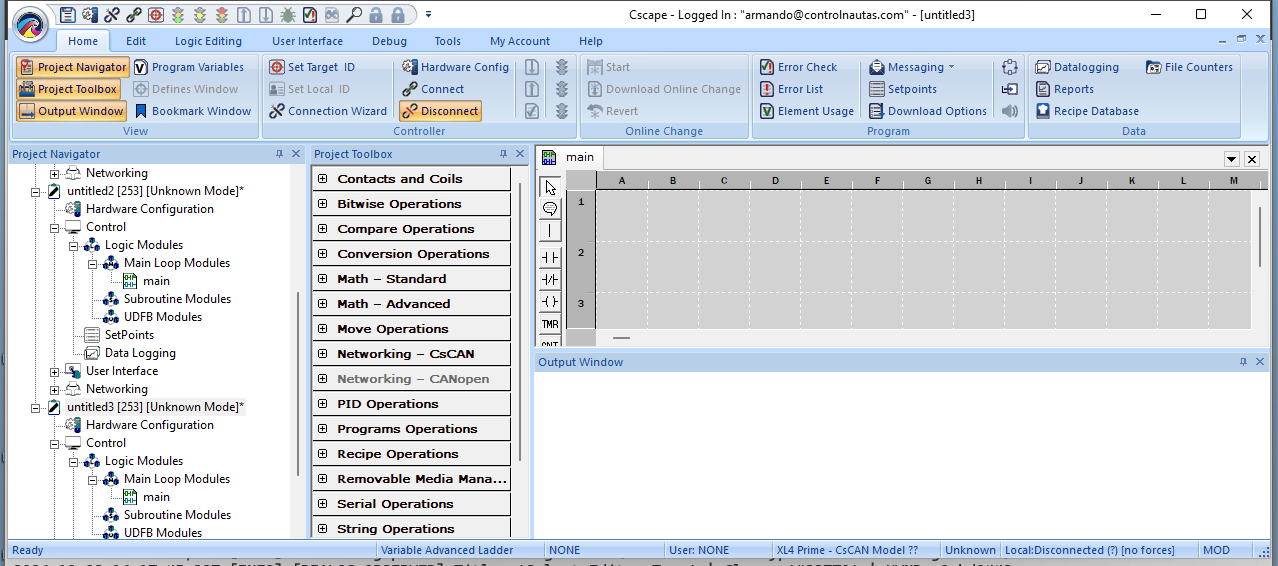 Cscape - Logged In : "armando@controlnautas.com" - [untitled3]
Home Edit Logic Editing User Interface Debug Tools My Account Help
Project Navigator Program Variables Set Target ID Hardware Config Start Error Check Messaging Datalogging File Counters
Project Toolbox Defines Window Set Local ID Connect Download Online Change Error List Setpoints Reports
Output Window Bookmark Window Connection Wizard Disconnect Revert Element Usage Download Options Recipe Database
View Controller Online Change Program Data
Project Navigator
Networking
untitled2 [253] [Unknown Mode]*
Hardware Configuration
Control
Logic Modules
Main Loop Modules
main
Subroutine Modules
UDFB Modules
SetPoints
Data Logging
User Interface
Networking
untitled3 [253] [Unknown Mode]*
Hardware Configuration
Control
Logic Modules
Main Loop Modules
main
Subroutine Modules
UDFB Modules
Project Toolbox
Contacts and Coils
Bitwise Operations
Compare Operations
Conversion Operations
Math – Standard
Math – Advanced
Move Operations
Networking – CsCAN
Networking – CANopen
PID Operations
Programs Operations
Recipe Operations
Removable Media Mana...
Serial Operations
String Operations
main
A B C D E F G H I J K L M
1
2
3
TMR
CNT
Output Window
Ready Variable Advanced Ladder NONE User: NONE XL4 Prime - CsCAN Model ?? Unknown Local:Disconnected (?) [no forces] MOD